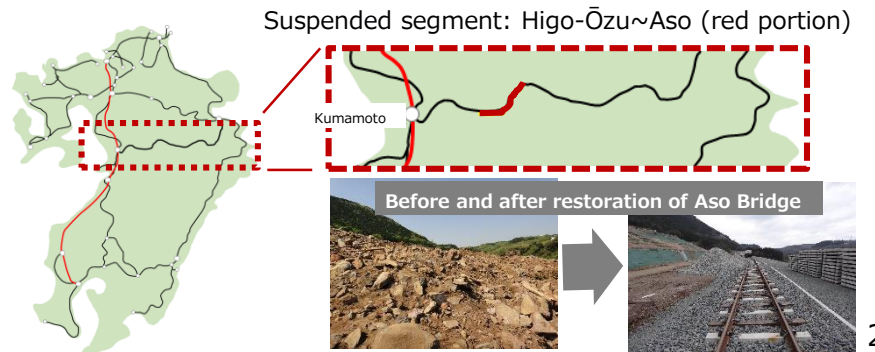 Suspended segment: Higo-Ōzu~Aso (red portion)
Kumamoto
Before and after restoration of Aso Bridge
2